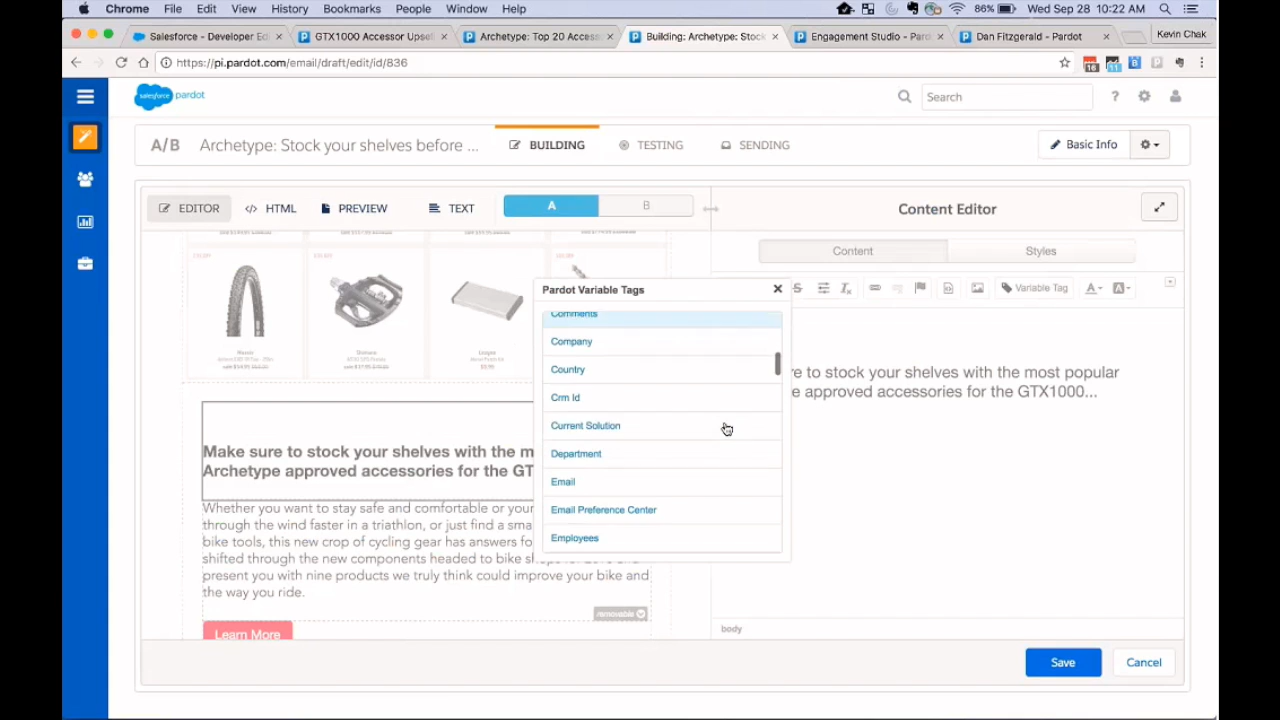 Chrome File Edit View History Bookmarks People Window Help 86% Wed Sep 28 10:22 AM
Salesforce - Developer Edi × GTX1000 Accessor Upsell × Archetype: Top 20 Access × Building: Archetype: Stock × Engagement Studio - Pard × Dan Fitzgerald - Pardot × Kevin Chak
https://pi.pardot.com/email/draft/edit/id/836
salesforce pardot Search ?
A/B Archetype: Stock your shelves before ... BUILDING TESTING SENDING Basic Info
EDITOR </> HTML PREVIEW TEXT A B Content Editor
Content Styles
Variable Tag
Pardot Variable Tags ×
Comments
Company
Country
Crm Id
Current Solution
Department
Email
Email Preference Center
Employees
re to stock your shelves with the most popular
e approved accessories for the GTX1000...
Make sure to stock your shelves with the m
Archetype approved accessories for the GT
Whether you want to stay safe and comfortable or your
through the wind faster in a triathlon, or just find a sma
bike tools, this new crop of cycling gear has answers fo
shifted through the new components headed to bike
present you with nine products we truly think could improve your bike and
the way you ride.
removable
Learn More
body
Save Cancel